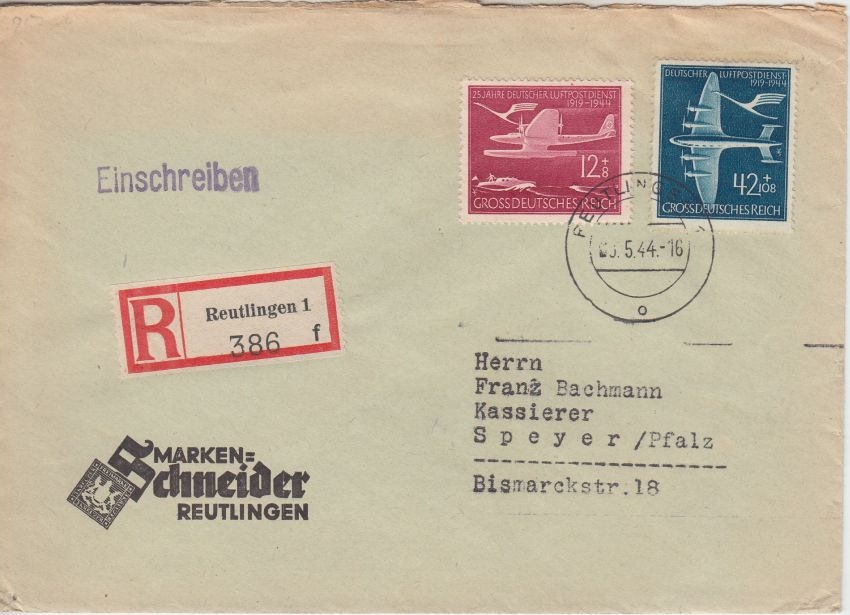 25 JAHRE DEUTSCHER LUFTPOSTDIENST
1919-1944
12+8
GROSSDEUTSCHES REICH
DEUTSCHER LUFTPOSTDIENST
1919-1944
42+108
GROSSDEUTSCHES REICH
REUTLINGEN
5.44.-16
o
Einschreiben
R
Reutlingen 1
386 f
Herrn
Franz Bachmann
Kassierer
Speyer/Pfalz
Bismarckstr.18
MARKEN=
Schneider
REUTLINGEN